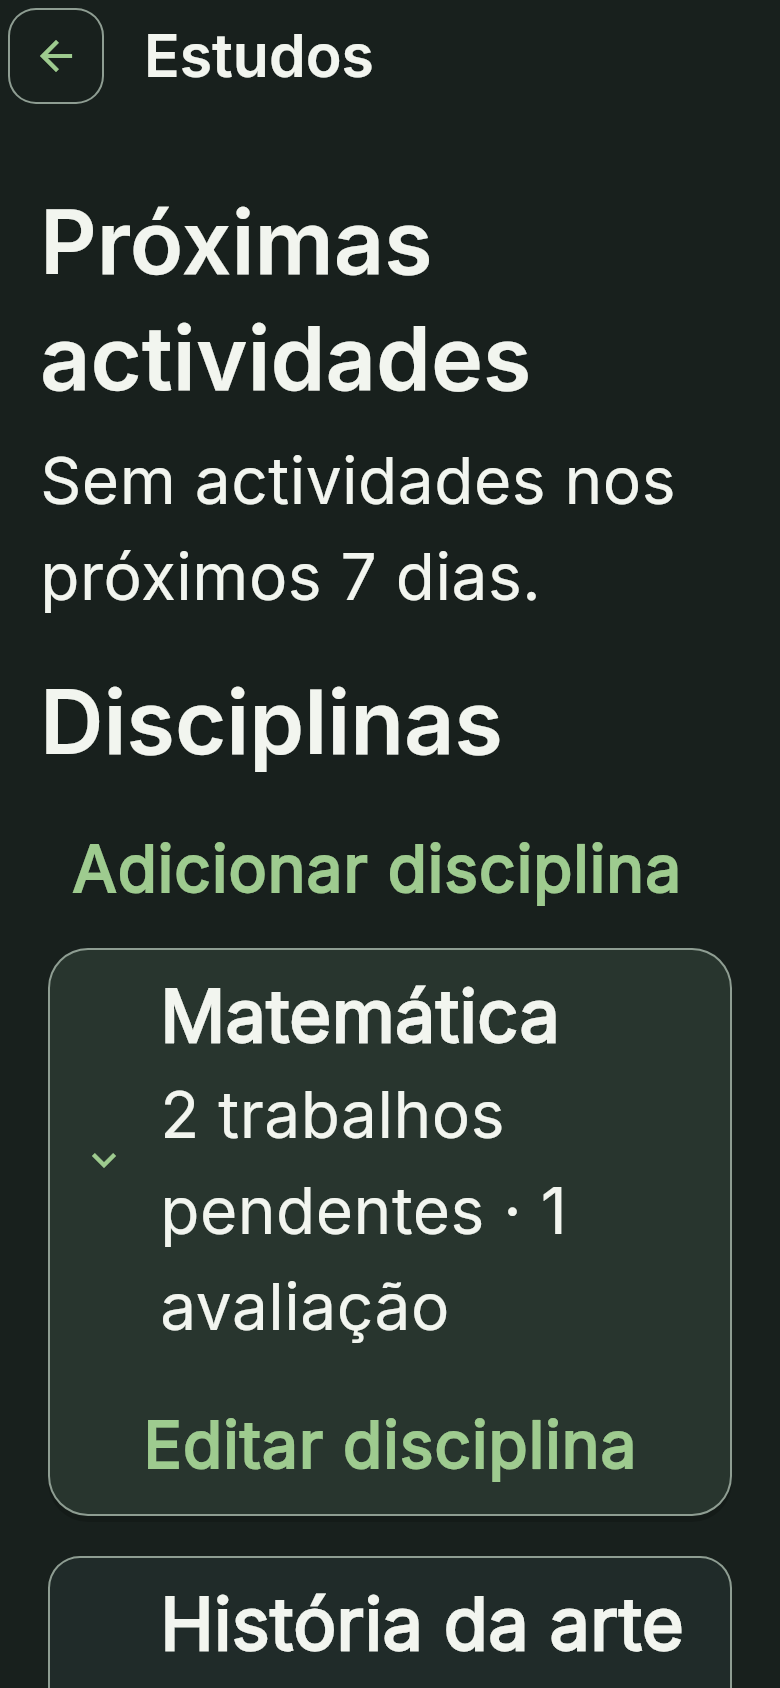 Estudos
Próximas
actividades
Sem actividades nos
próximos 7 dias.
Disciplinas
Adicionar disciplina
Matemática
2 trabalhos
pendentes · 1
avaliação
Editar disciplina
História da arte